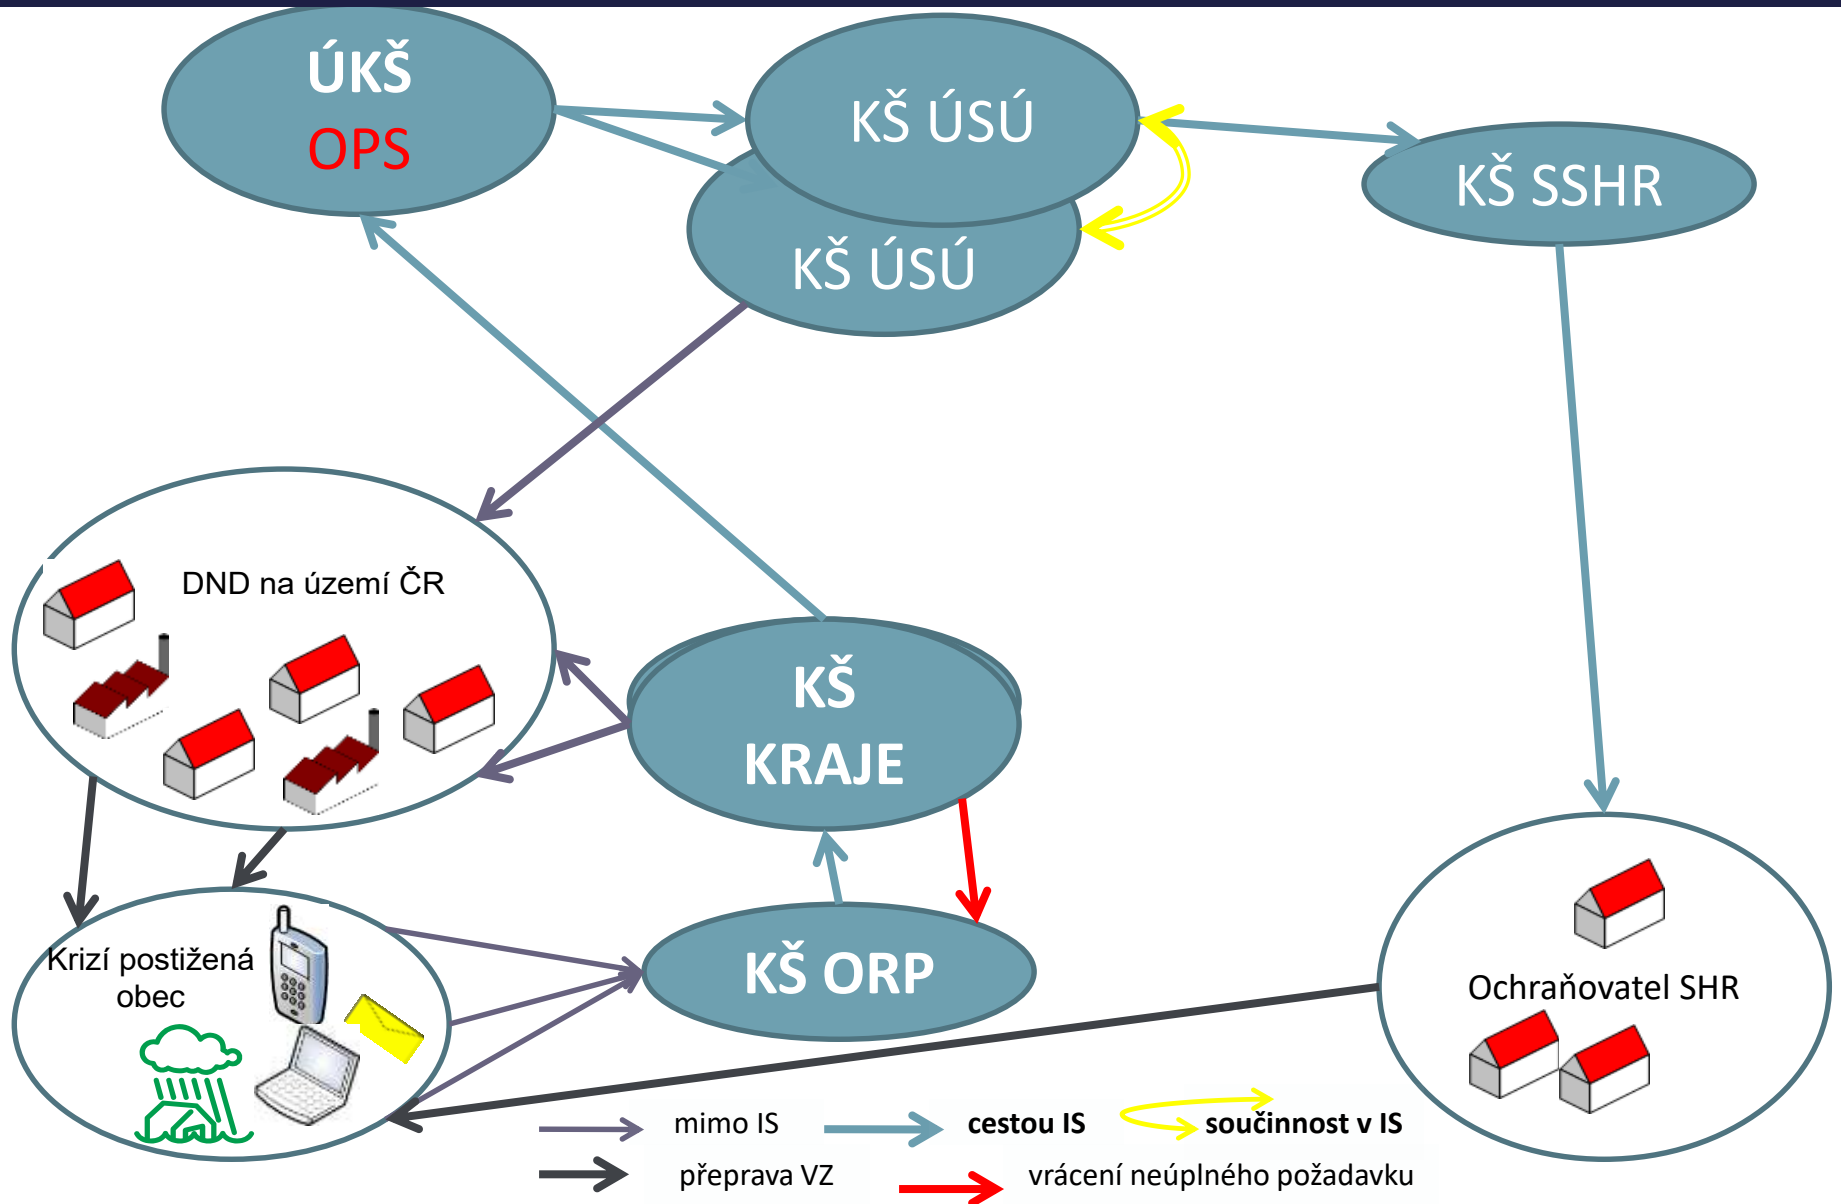 ÚKŠ
OPS
KŠ ÚSÚ
KŠ ÚSÚ
KŠ SSHR
DND na území ČR
KŠ
KRAJE
Krizí postižená
obec
KŠ ORP
Ochraňovatel SHR
mimo IS
cestou IS
součinnost v IS
přeprava VZ
vrácení neúplného požadavku